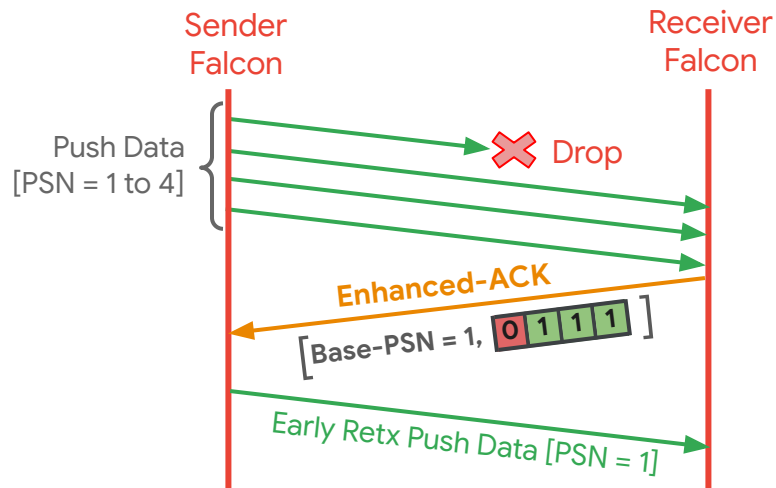 Sender
Falcon
Receiver
Falcon
Push Data
[PSN = 1 to 4]
Drop
Enhanced-ACK
[Base-PSN = 1, 0 1 1 1 ]
Early Retx Push Data [PSN = 1]